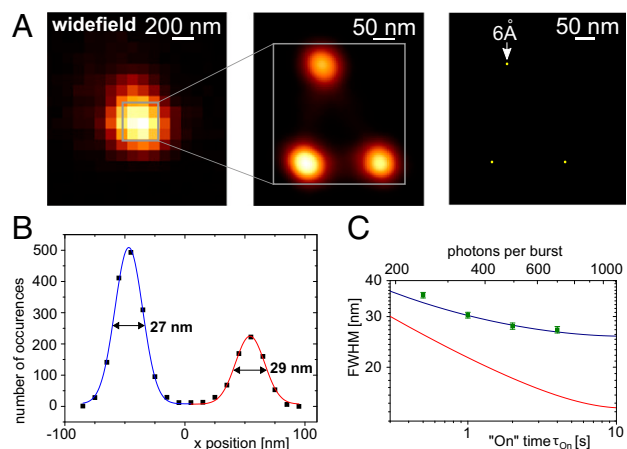 A
widefield
200 nm
50 nm
6Å
50 nm
B
number of occurences
500
400
300
200
100
0
27 nm
29 nm
-100
0
100
x position [nm]
C
photons per burst
200
400
600
1000
FWHM [nm]
40
30
20
1
10
"On" time τOn [s]